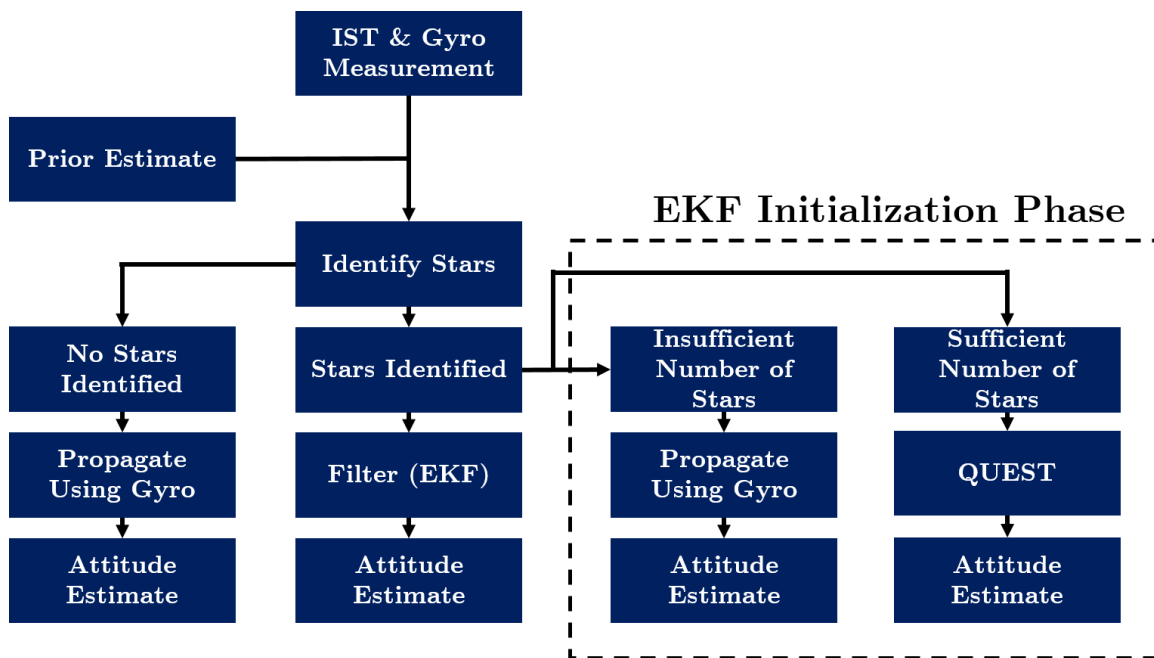 IST & Gyro
Measurement
Prior Estimate
EKF Initialization Phase
Identify Stars
No Stars
Identified
Stars Identified
Insufficient
Number of
Stars
Sufficient
Number of
Stars
Propagate
Using Gyro
Filter (EKF)
Propagate
Using Gyro
QUEST
Attitude
Estimate
Attitude
Estimate
Attitude
Estimate
Attitude
Estimate